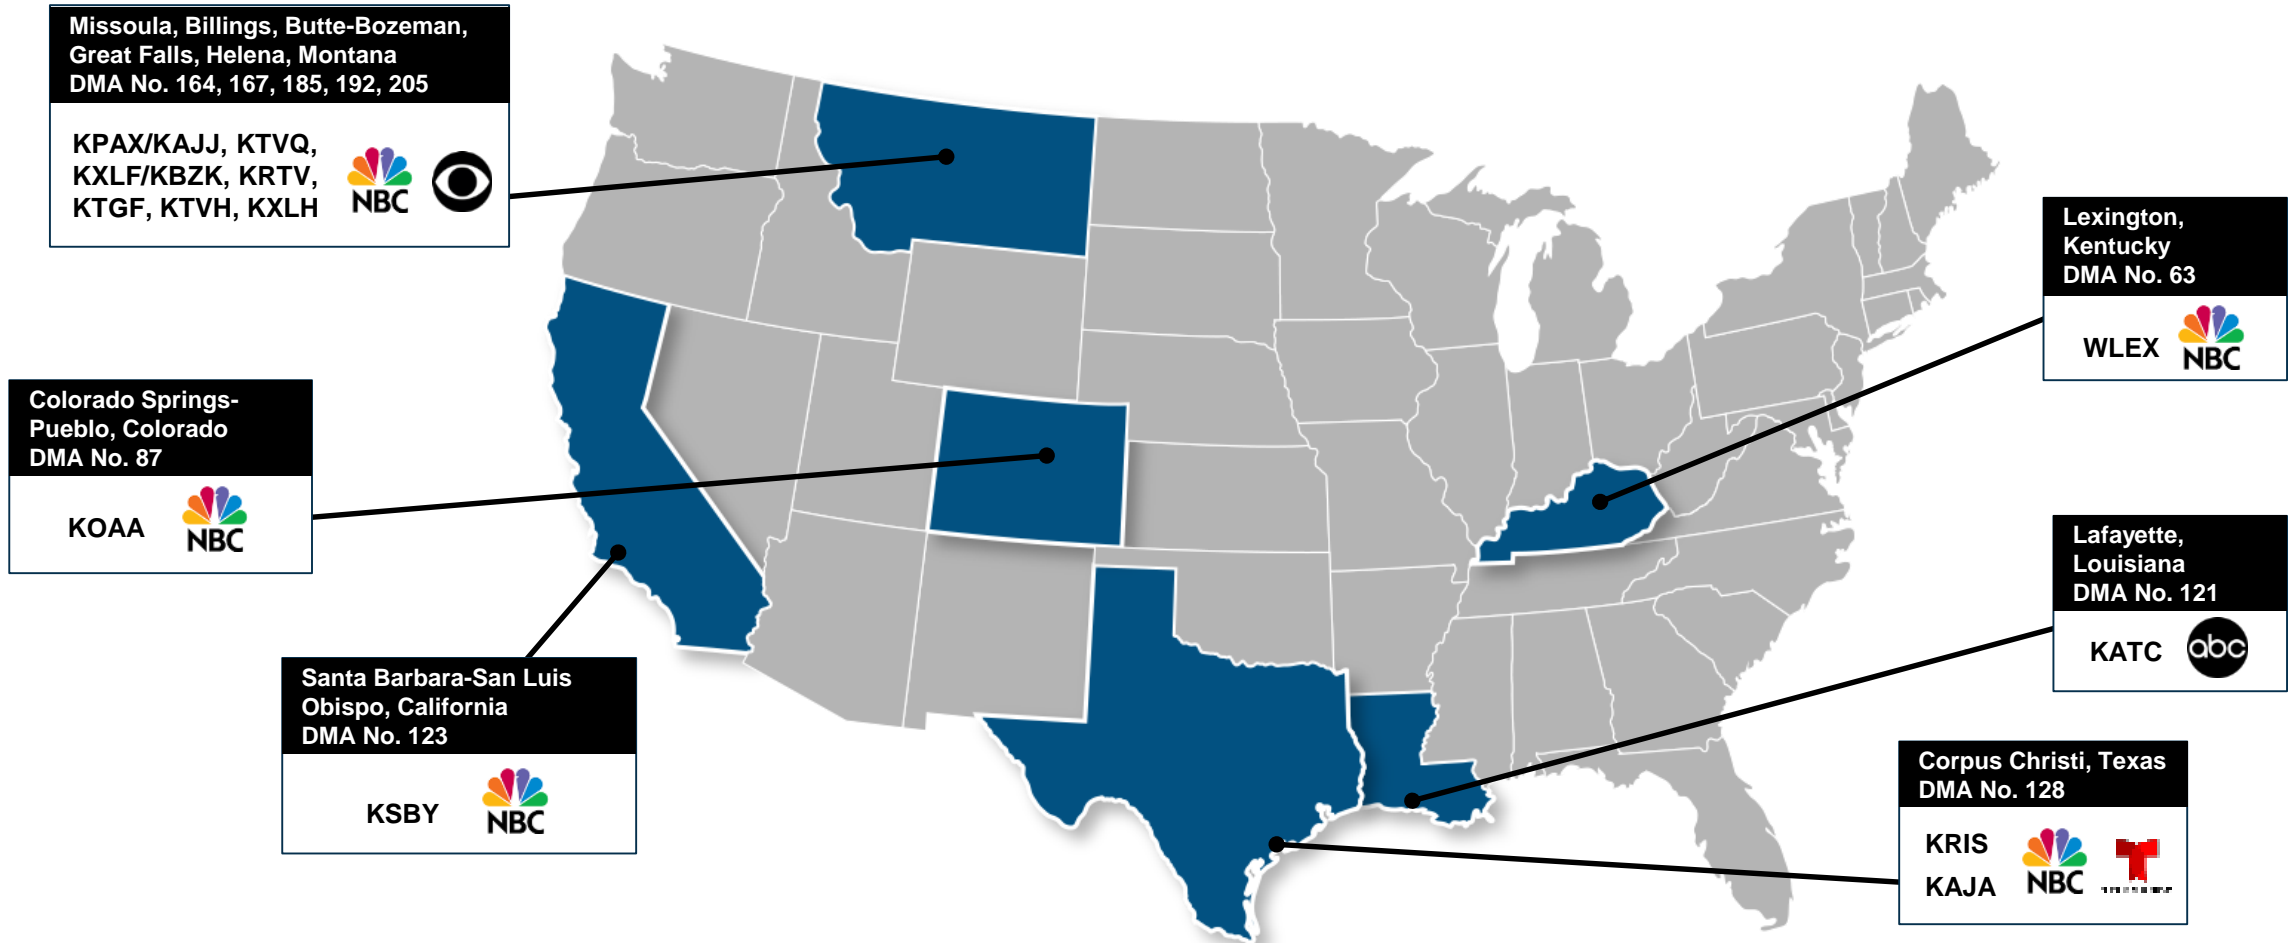 Missoula, Billings, Butte-Bozeman,
Great Falls, Helena, Montana
DMA No. 164, 167, 185, 192, 205
KPAX/KAJJ, KTVQ,
KXLF/KBZK, KRTV,
KTGF, KTVH, KXLH
NBC
Lexington,
Kentucky
DMA No. 63
WLEX
NBC
Colorado Springs-
Pueblo, Colorado
DMA No. 87
KOAA
NBC
Lafayette,
Louisiana
DMA No. 121
KATC
abc
Santa Barbara-San Luis
Obispo, California
DMA No. 123
KSBY
NBC
Corpus Christi, Texas
DMA No. 128
KRIS
KAJA
NBC